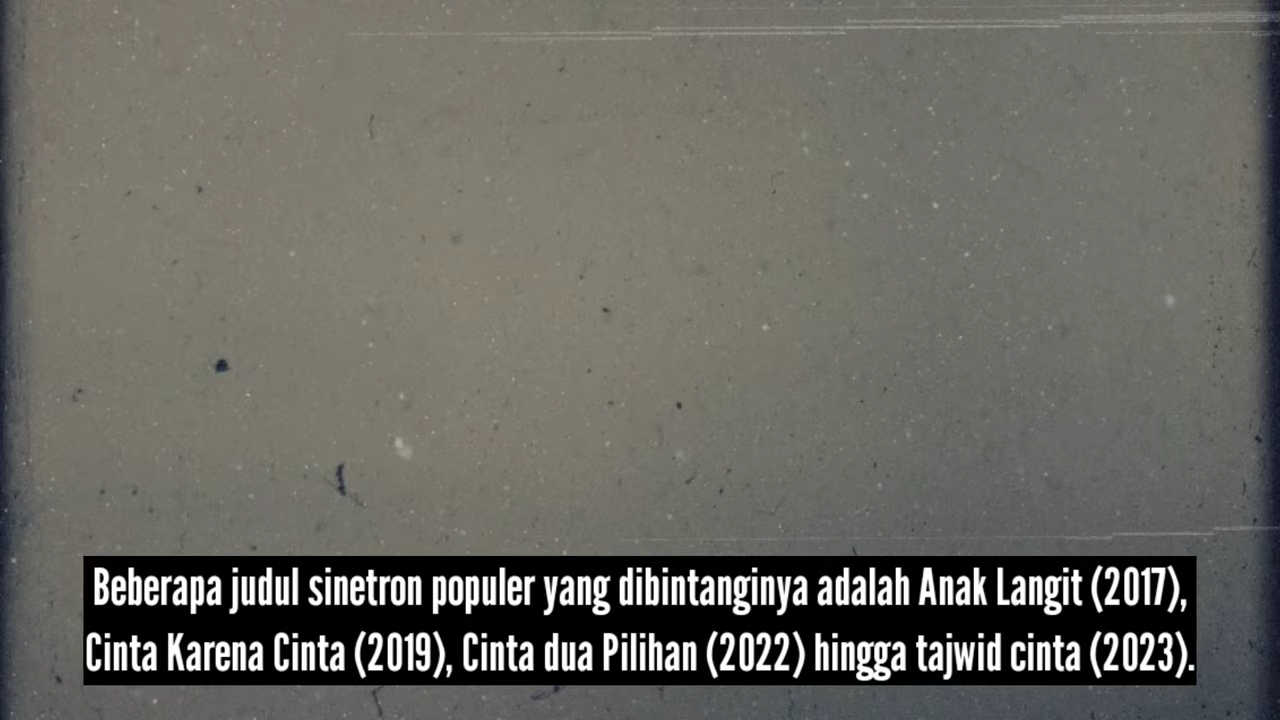 Beberapa judul sinetron populer yang dibintanginya adalah Anak Langit (2017),
Cinta Karena Cinta (2019), Cinta dua Pilihan (2022) hingga tajwid cinta (2023).